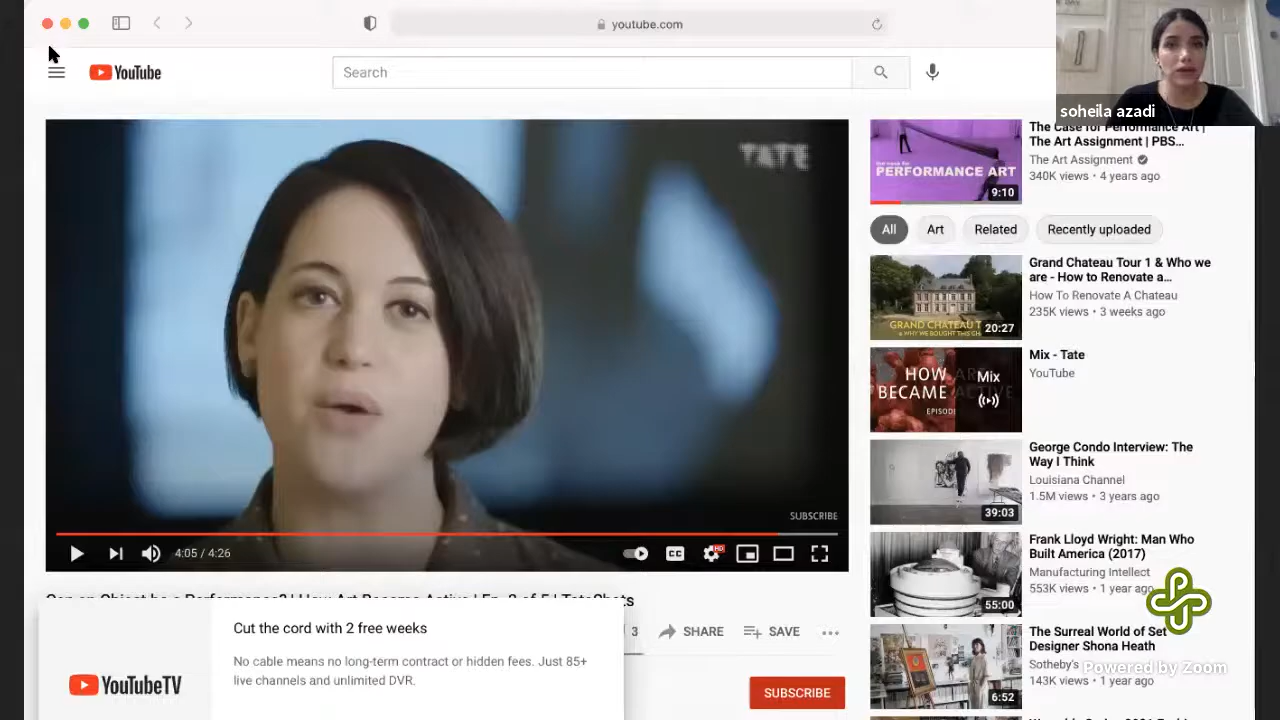 youtube.com
YouTube
Search
soheila azadi
TATE
SUBSCRIBE
4:05 / 4:26
CC
HD
3
SHARE
SAVE
Cut the cord with 2 free weeks
No cable means no long-term contract or hidden fees. Just 85+
live channels and unlimited DVR.
YouTubeTV
SUBSCRIBE
The Case for Performance Art |
The Art Assignment | PBS...
The Art Assignment
340K views • 4 years ago
PERFORMANCE ART
9:10
All
Art
Related
Recently uploaded
Grand Chateau Tour 1 & Who we
are - How to Renovate a...
How To Renovate A Chateau
235K views • 3 weeks ago
GRAND CHATEAU T
20:27
Mix - Tate
YouTube
HOW ART
BECAME ACTIVE
Mix
George Condo Interview: The
Way I Think
Louisiana Channel
1.5M views • 3 years ago
39:03
Frank Lloyd Wright: Man Who
Built America (2017)
Manufacturing Intellect
553K views • 1 year ago
55:00
The Surreal World of Set
Designer Shona Heath
Sotheby's
143K views • 1 year ago
6:52
Powered by Zoom